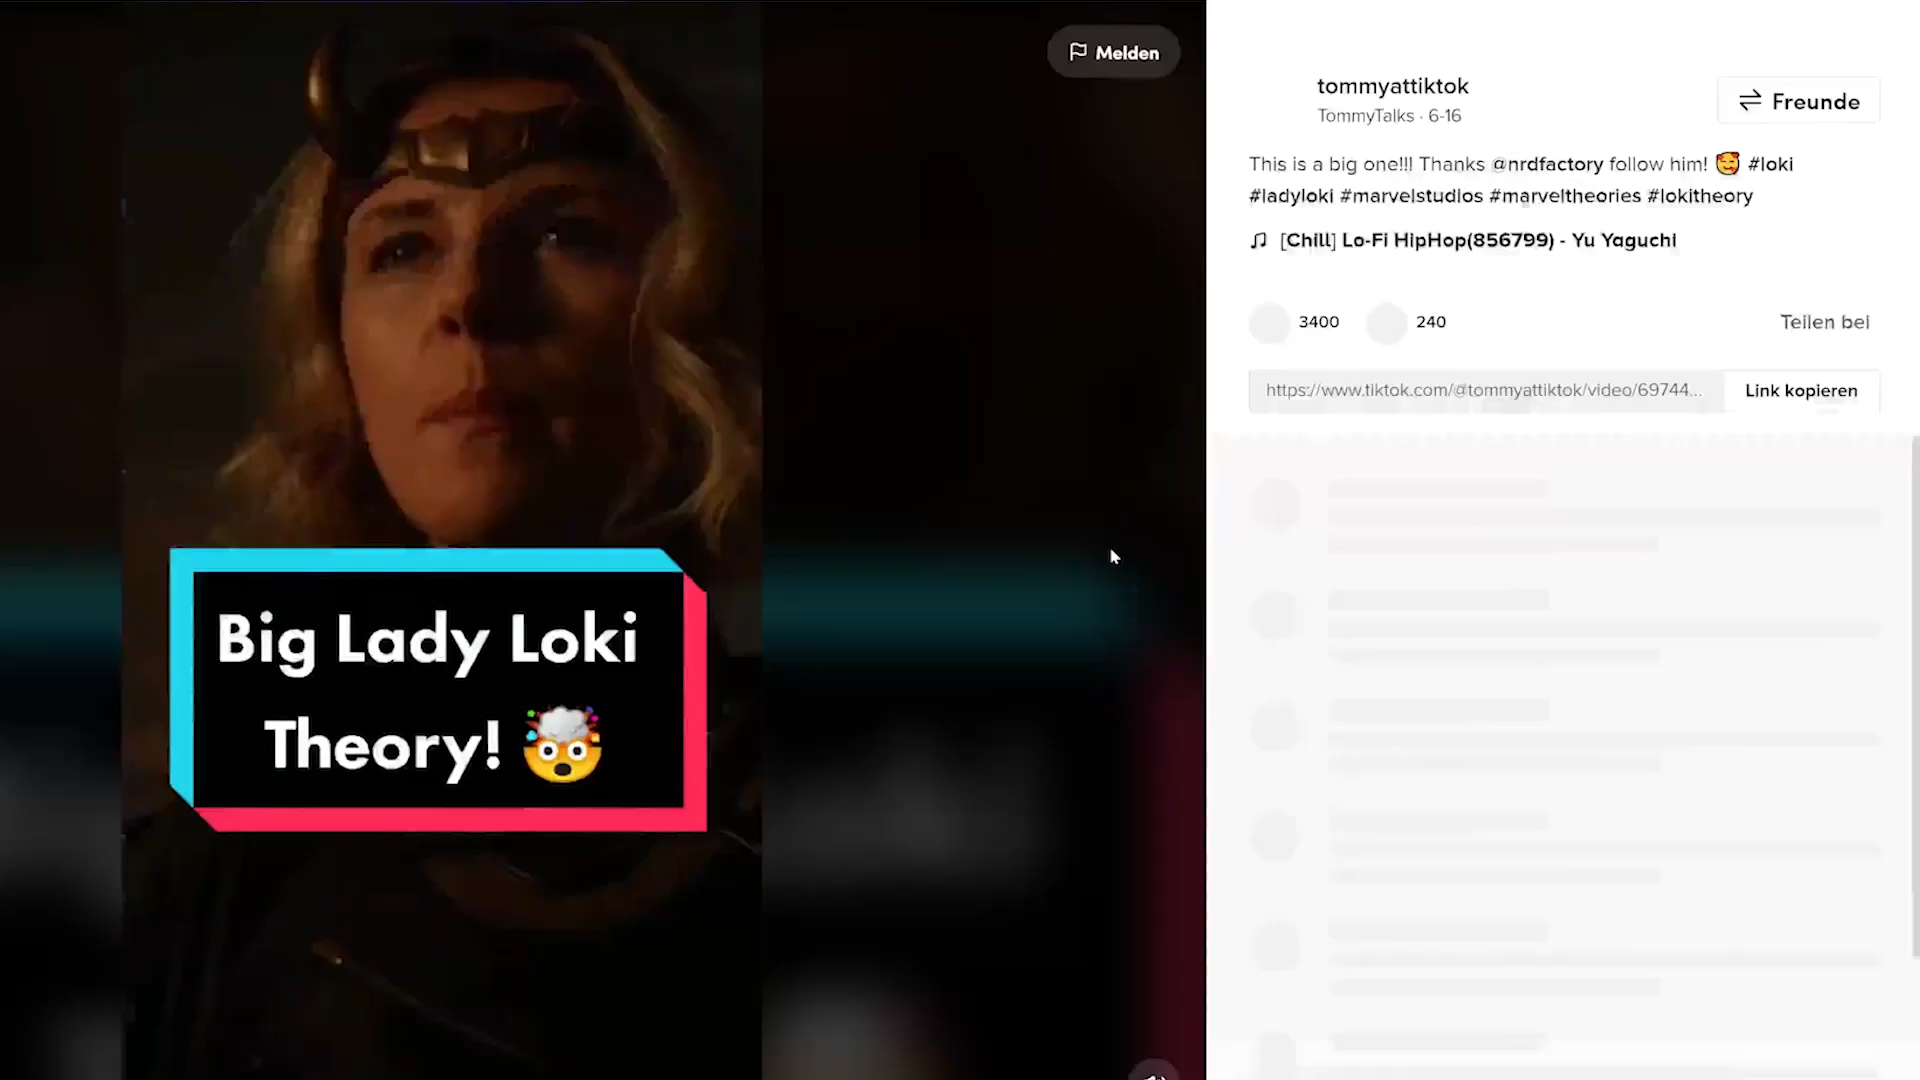 Melden
Big Lady Loki
Theory! 🤯
tommyattiktok
TommyTalks · 6-16
Freunde
This is a big one!!! Thanks @nrdfactory follow him! 🥰 #loki
#ladyloki #marvelstudios #marveltheories #lokitheory
[Chill] Lo-Fi HipHop(856799) - Yu Yaguchi
3400
240
Teilen bei
https://www.tiktok.com/@tommyattiktok/video/69744...
Link kopieren